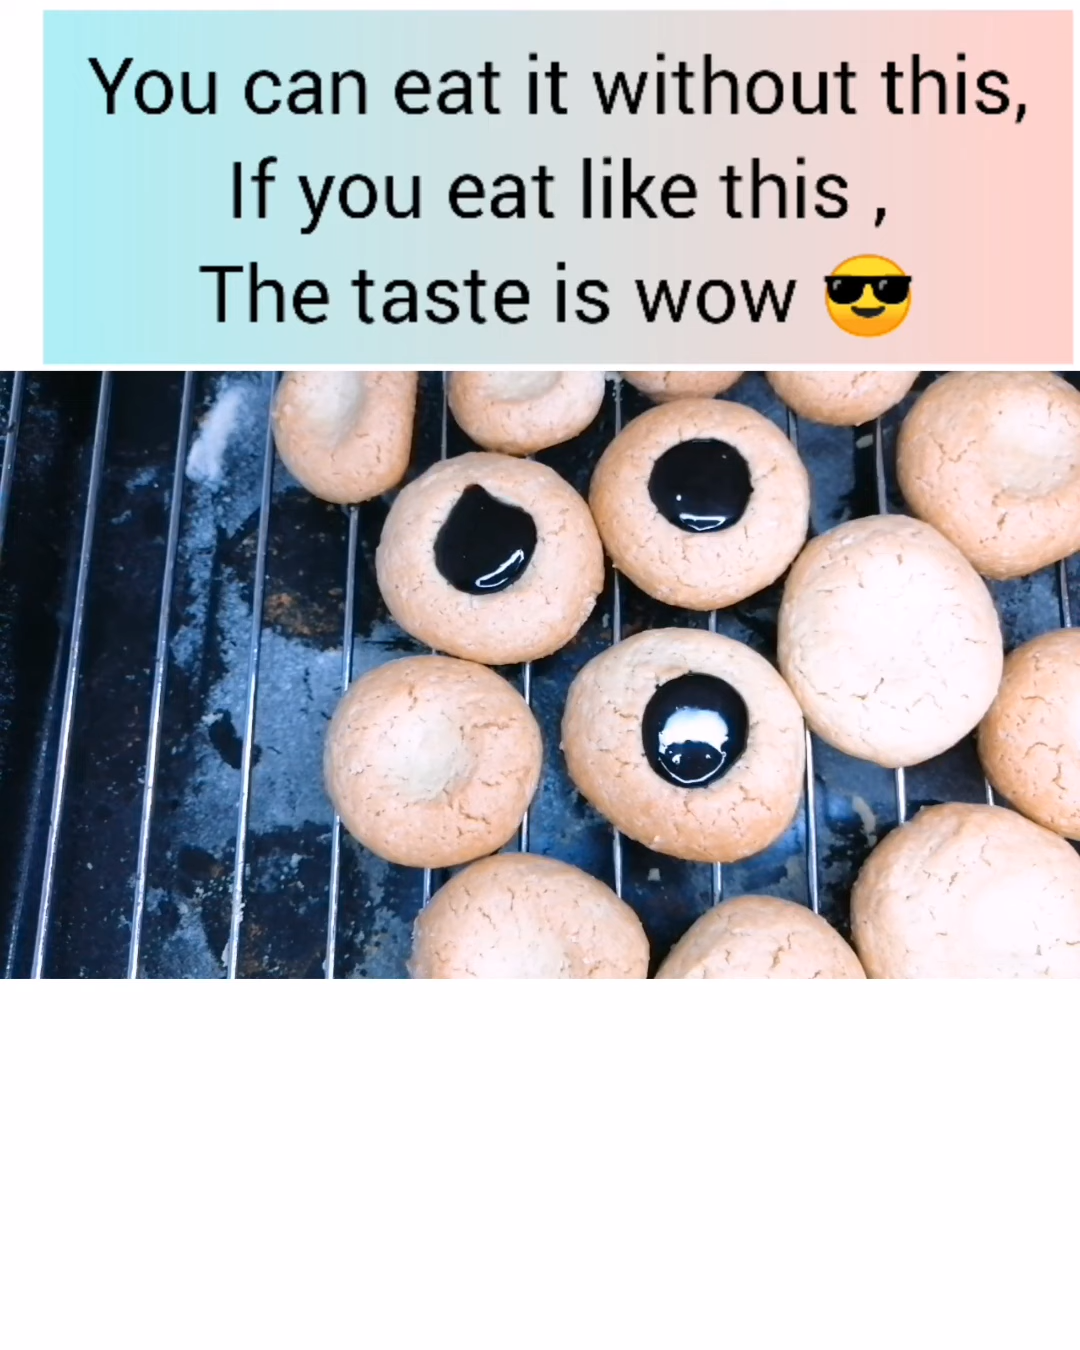 You can eat it without this,
If you eat like this ,
The taste is wow 😎